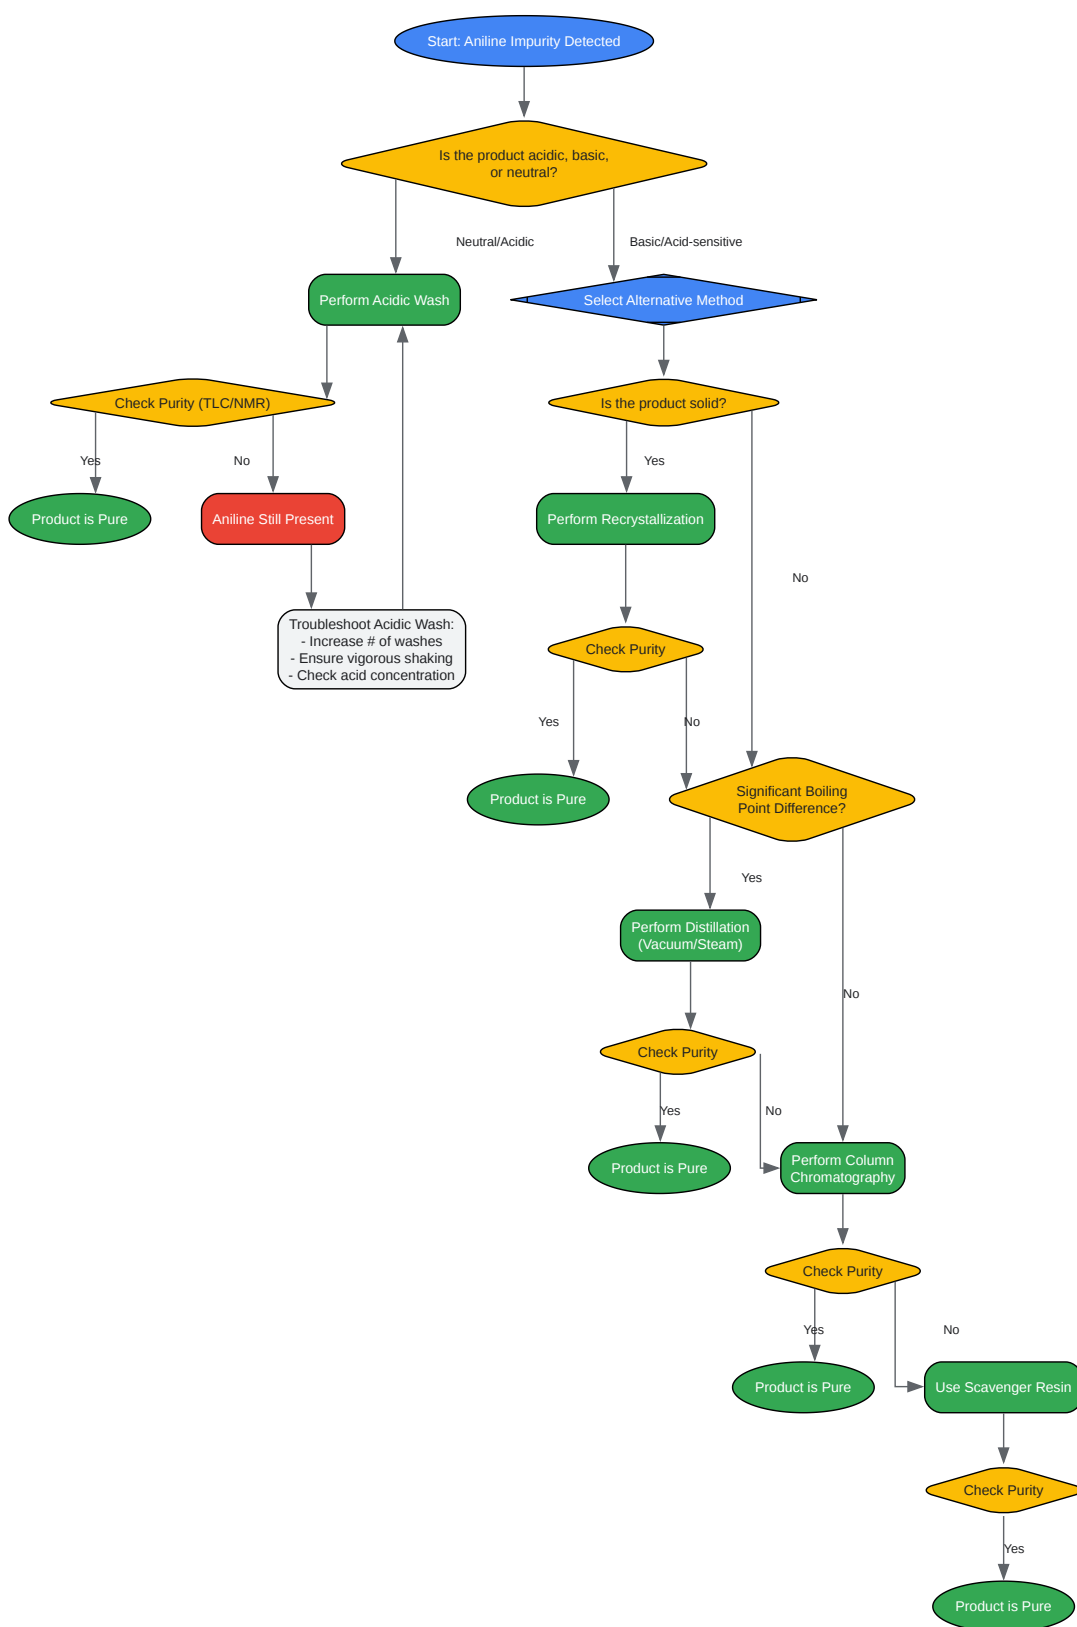 Start: Aniline Impurity Detected
Is the product acidic, basic,
or neutral?
Neutral/Acidic
Basic/Acid-sensitive
Perform Acidic Wash
Select Alternative Method
Check Purity (TLC/NMR)
Is the product solid?
Yes
No
Yes
Product is Pure
Aniline Still Present
Perform Recrystallization
No
Troubleshoot Acidic Wash:
- Increase # of washes
- Ensure vigorous shaking
- Check acid concentration
Check Purity
Yes
No
Product is Pure
Significant Boiling
Point Difference?
Yes
Perform Distillation
(Vacuum/Steam)
No
Check Purity
Yes
No
Product is Pure
Perform Column
Chromatography
Check Purity
Yes
No
Product is Pure
Use Scavenger Resin
Check Purity
Yes
Product is Pure